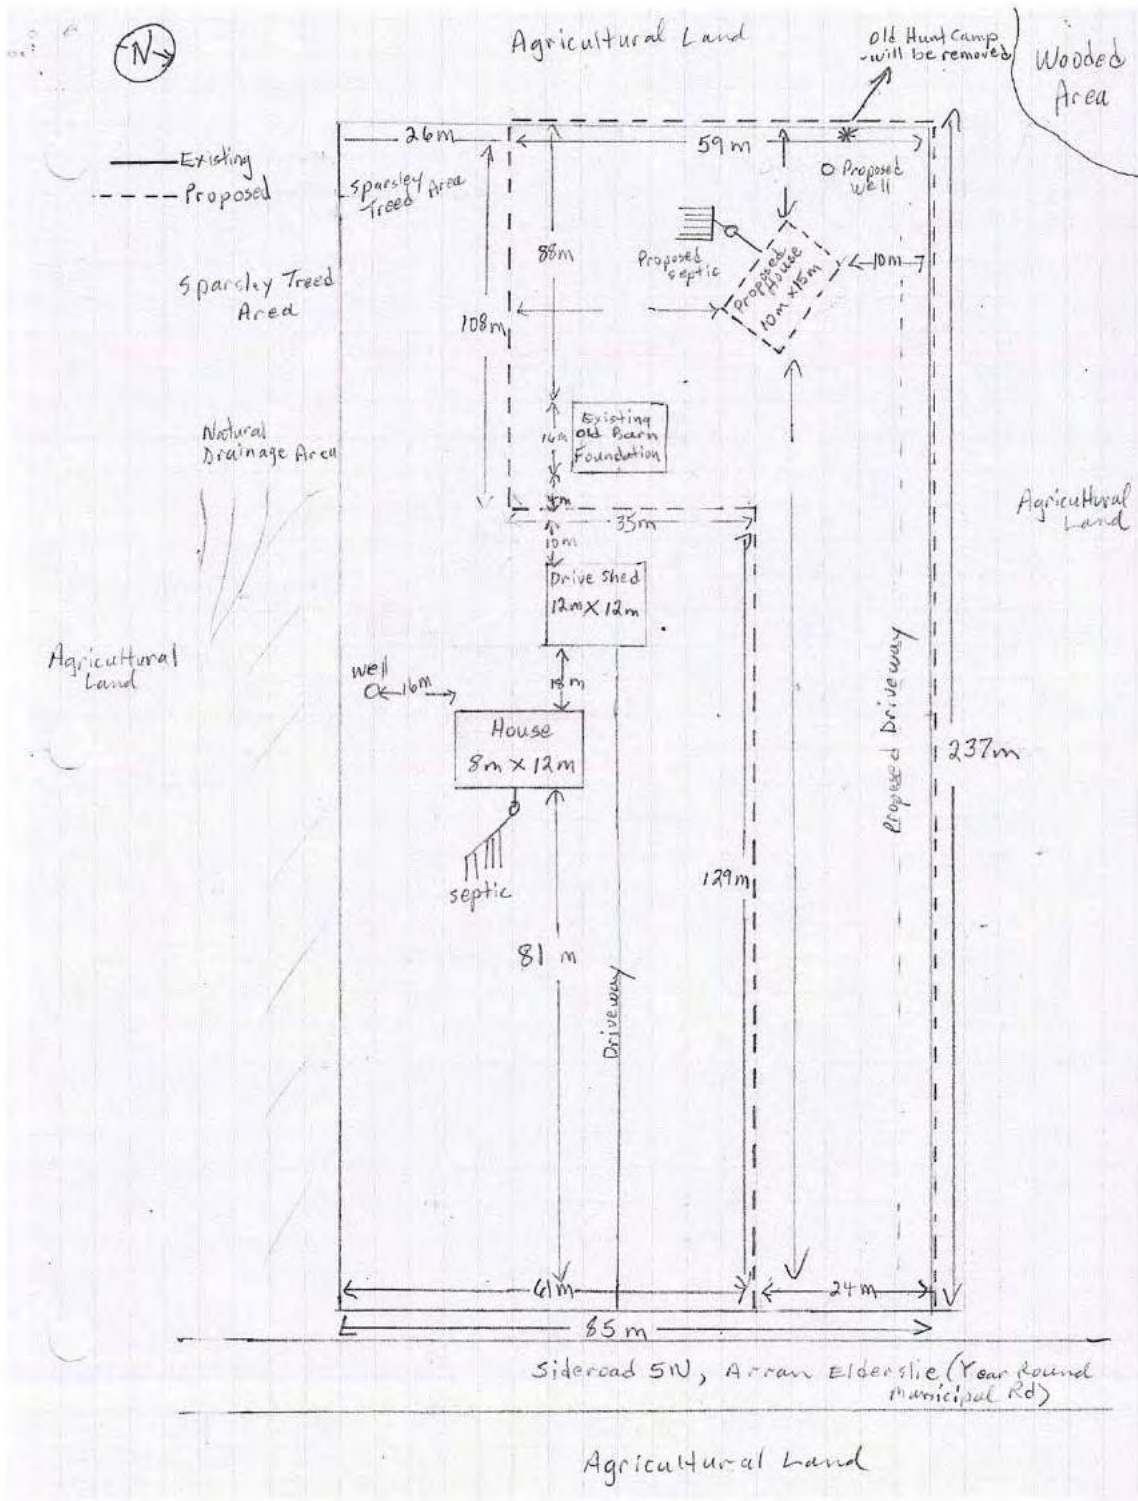 N
Agricultural Land
Old Hunt Camp
-will be removed
Wooded
Area
Existing
Proposed
26m
59m
Sparsley
Treed Area
Proposed
Well
Proposed
septic
Proposed
House
10m x 15m
10m
88m
Sparsley Treed
Area
108m
Natural
Drainage Area
Existing
Old Barn
Foundation
16m
4m
35m
10m
Drive Shed
12m X 12m
Agricultural
Land
Agricultural
Land
well
16m
m
House
8m X 12m
septic
Proposed Driveway
237m
129m
81 m
Driveway
61m
24m
85m
Sideroad 5N, Arran Elderslie (Year Round
Municipal Rd)
Agricultural Land